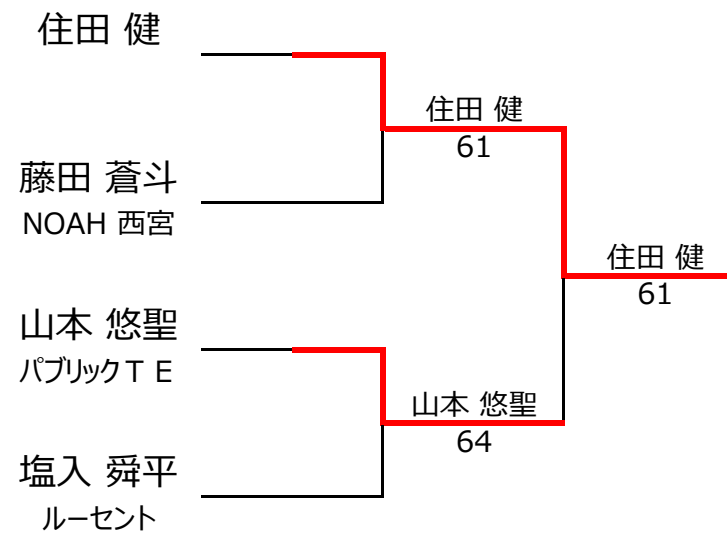 住田 健
藤田 蒼斗
NOAH 西宮
山本 悠聖
パブリックＴＥ
塩入 舜平
ルーセント
住田 健
61
山本 悠聖
64
住田 健
61